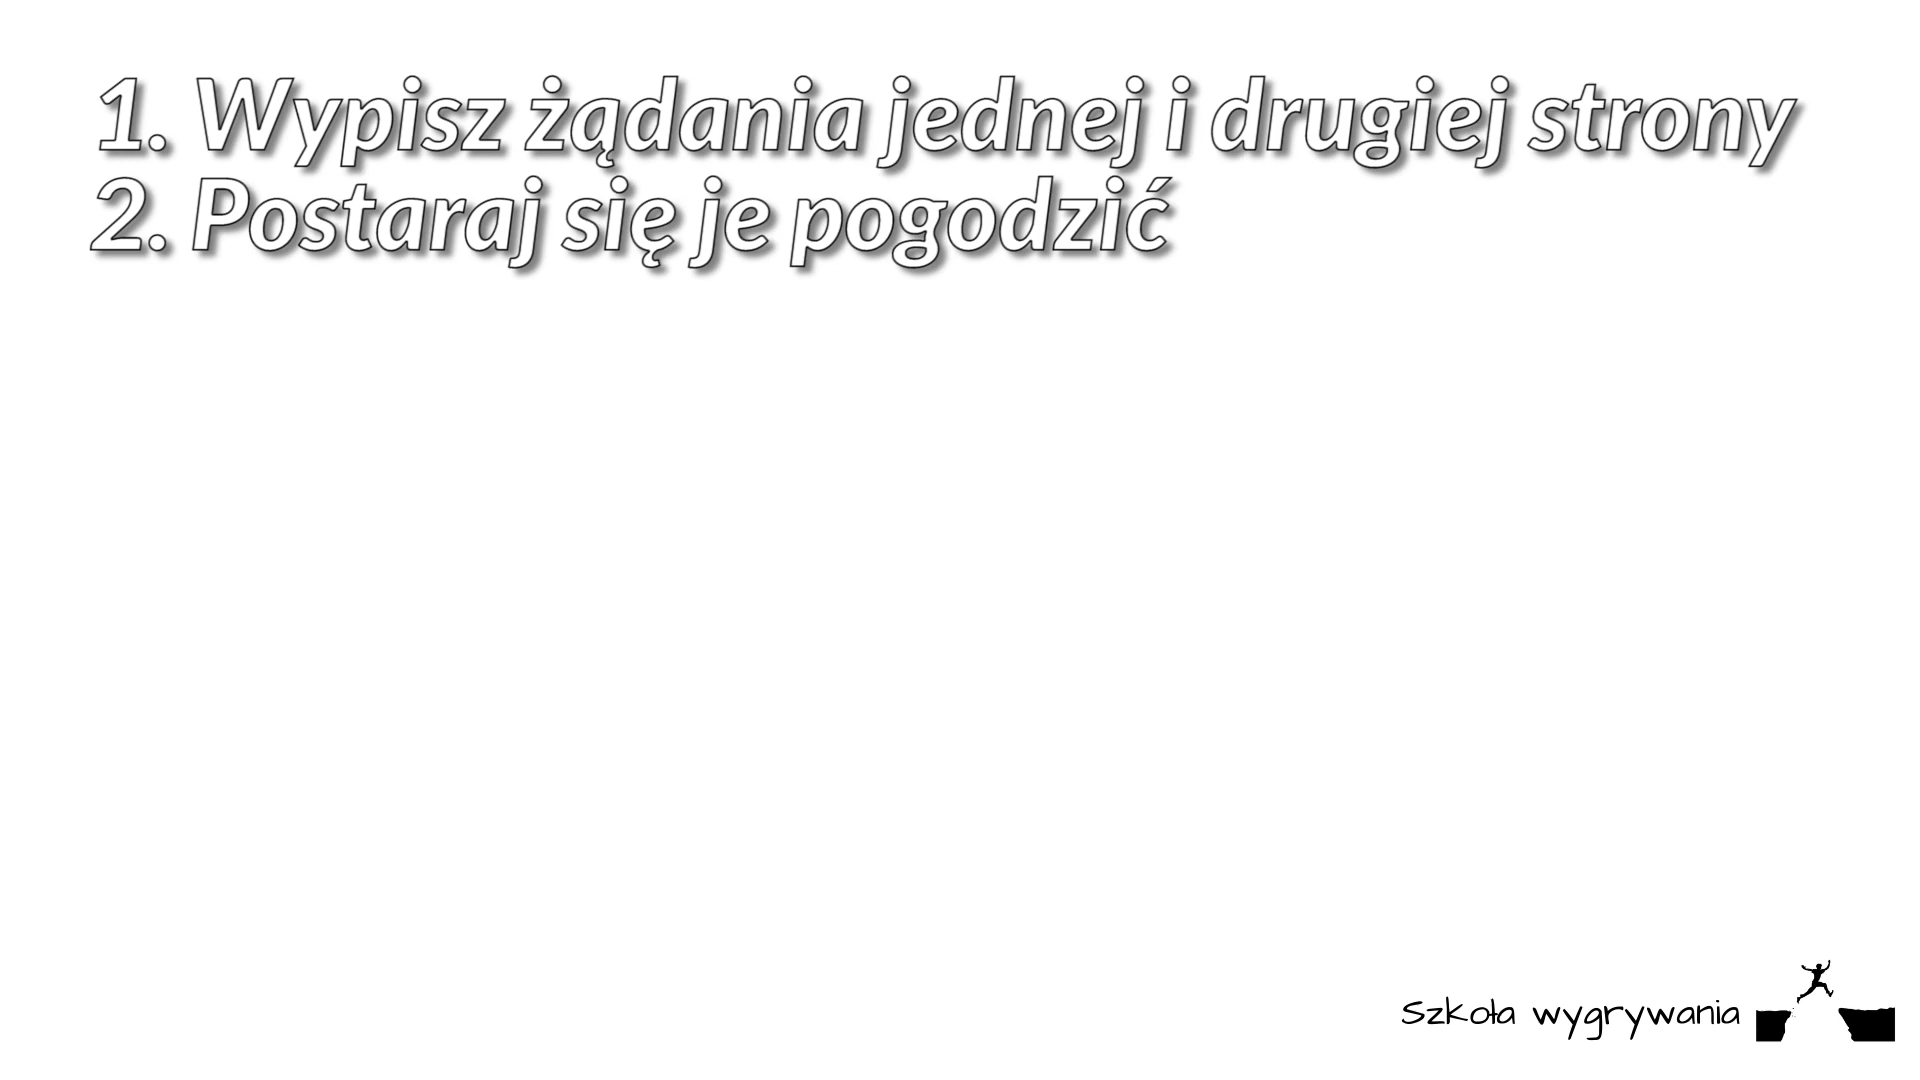 1. Wypisz żądania jednej i drugiej strony
2. Postaraj się je pogodzić
Szkoła wygrywania